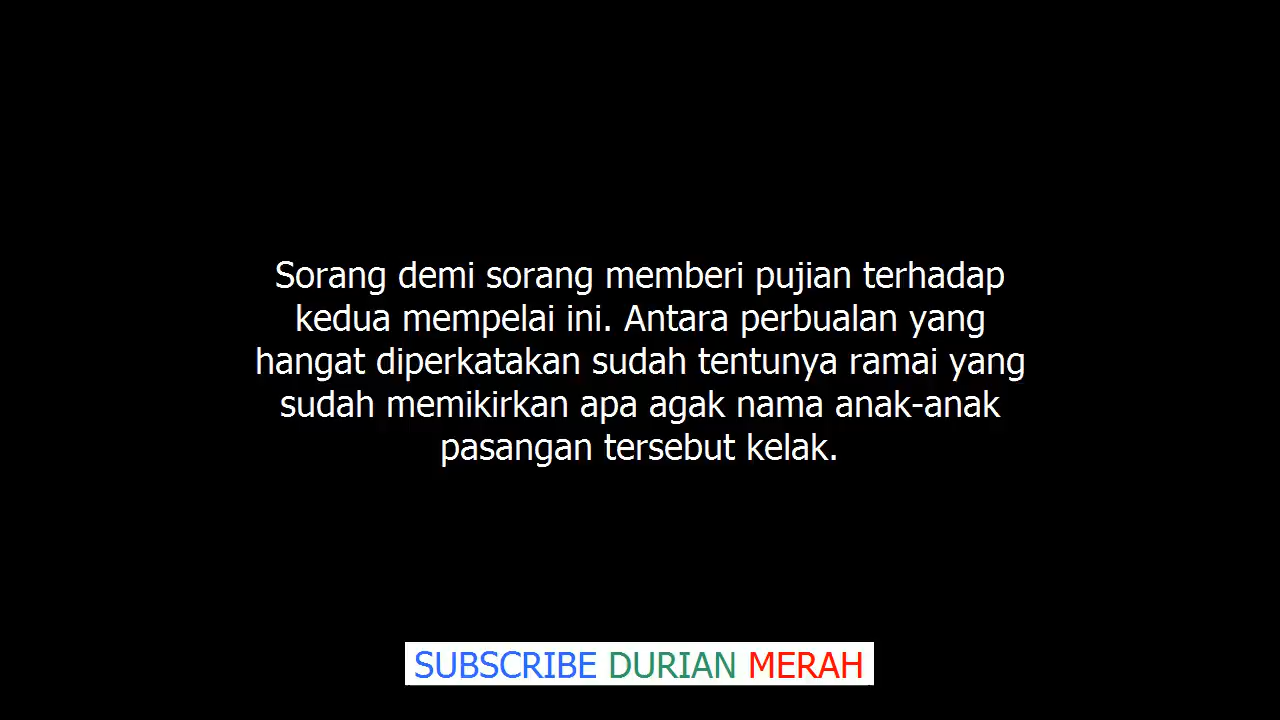 Sorang demi sorang memberi pujian terhadap
kedua mempelai ini. Antara perbualan yang
hangat diperkatakan sudah tentunya ramai yang
sudah memikirkan apa agak nama anak-anak
pasangan tersebut kelak.
SUBSCRIBE DURIAN MERAH